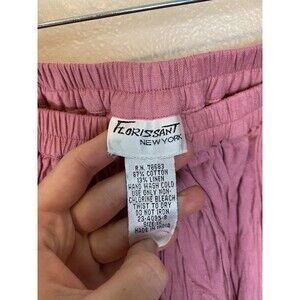 FLORISSANT
NEW YORK
R.N. 78683
87% COTTON
13% LINEN
HAND WASH COLD
USE ONLY NON-
CHLORINE BLEACH
TWIST TO DRY
DO NOT IRON
MADE IN